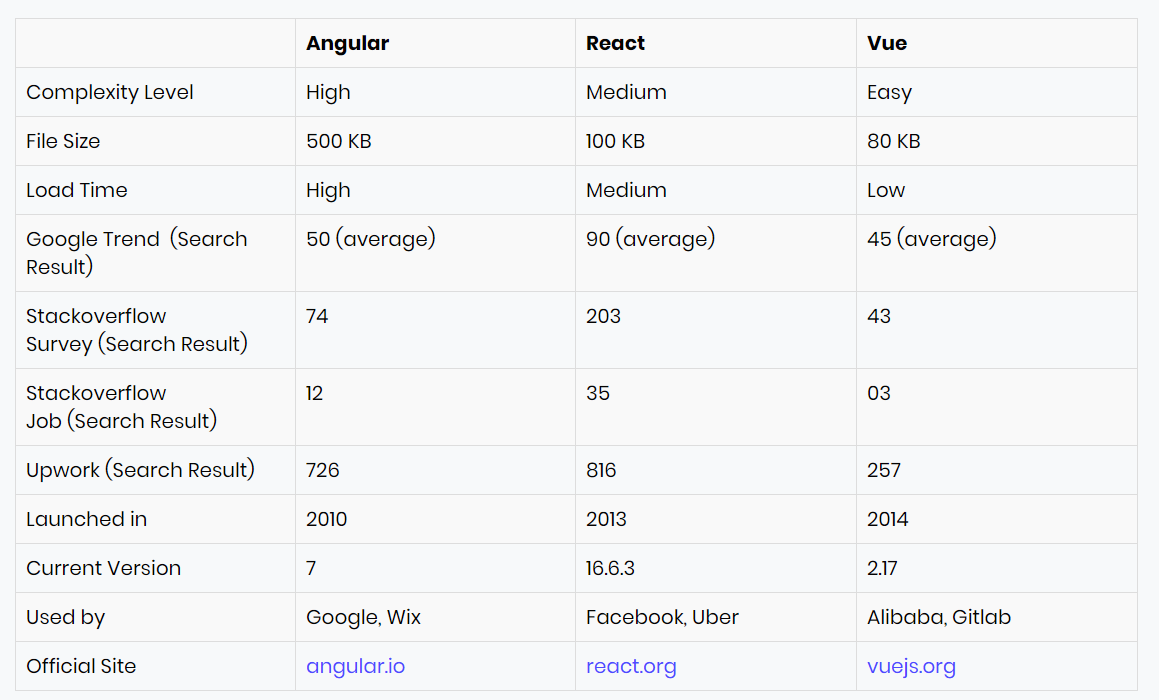 Angular React Vue
Complexity Level High Medium Easy
File Size 500 KB 100 KB 80 KB
Load Time High Medium Low
Google Trend (Search 50 (average) 90 (average) 45 (average)
Result)
Stackoverflow 74 203 43
Survey (Search Result)
Stackoverflow 12 35 03
Job (Search Result)
Upwork (Search Result) 726 816 257
Launched in 2010 2013 2014
Current Version 7 16.6.3 2.17
Used by Google, Wix Facebook, Uber Alibaba, Gitlab
Official Site angular.io react.org vuejs.org